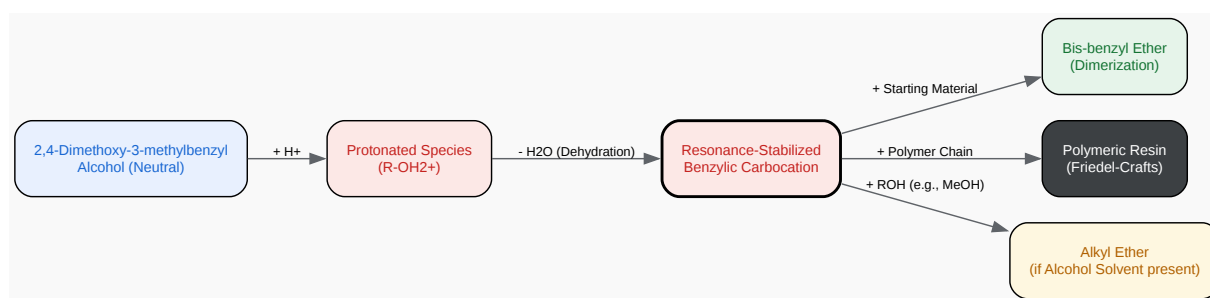 2,4-Dimethoxy-3-methylbenzyl
Alcohol (Neutral)
+ H+
Protonated Species
(R-OH2+)
- H2O (Dehydration)
Resonance-Stabilized
Benzylic Carbocation
+ Starting Material
Bis-benzyl Ether
(Dimerization)
+ Polymer Chain
Polymeric Resin
(Friedel-Crafts)
+ ROH (e.g., MeOH)
Alkyl Ether
(if Alcohol Solvent present)